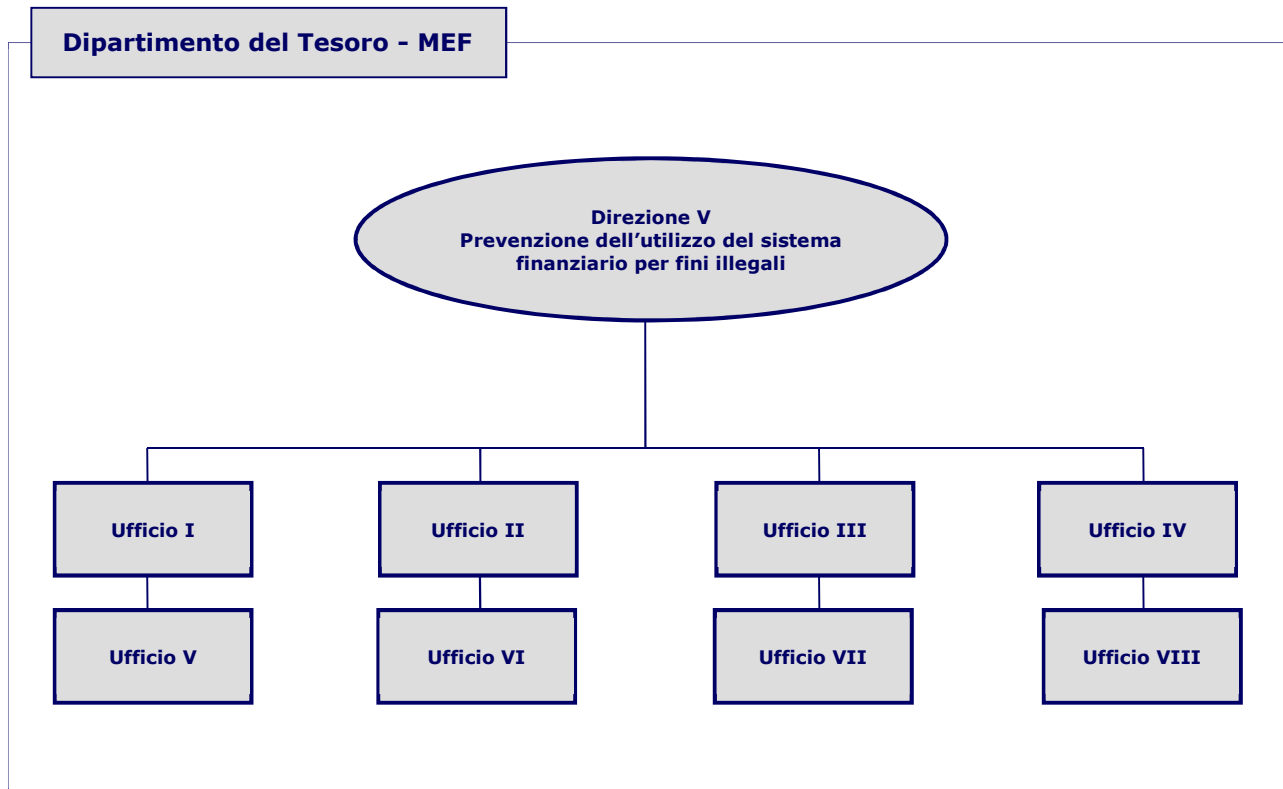 Dipartimento del Tesoro - MEF
Direzione V
Prevenzione dell’utilizzo del sistema
finanziario per fini illegali
Ufficio I
Ufficio II
Ufficio III
Ufficio IV
Ufficio V
Ufficio VI
Ufficio VII
Ufficio VIII